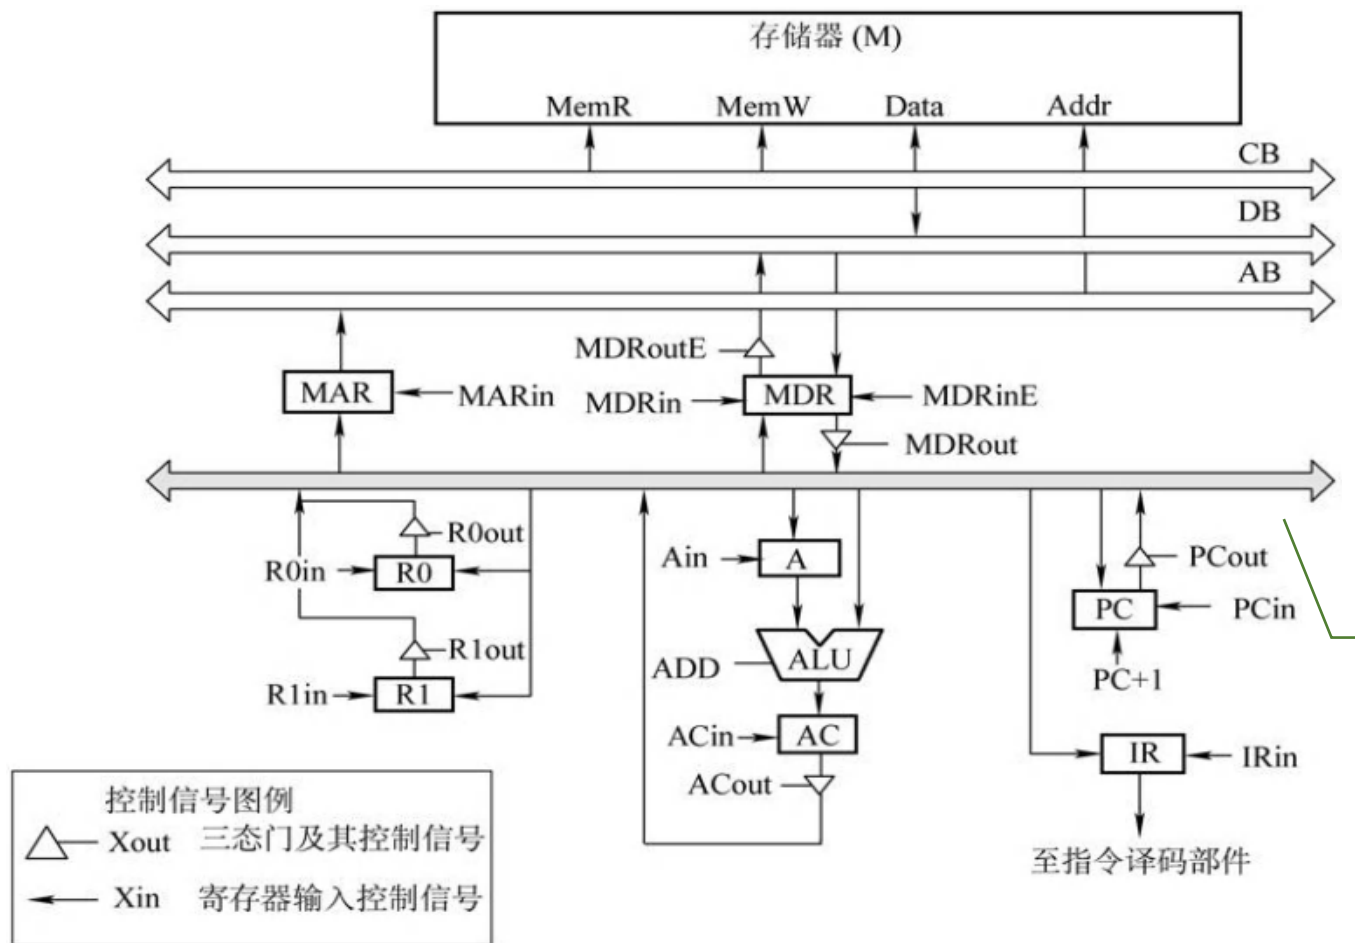 存储器 (M)
MemR MemW Data Addr
CB
DB
AB
MDRoutE
MAR MARin MDRin MDR MDRinE
MDRout
R0out
R0in R0
Ain A
PCout
PC PCin
R1out
ADD ALU
PC+1
R1in R1
ACin AC
IR IRin
ACout
控制信号图例
Xout 三态门及其控制信号
Xin 寄存器输入控制信号
至指令译码部件